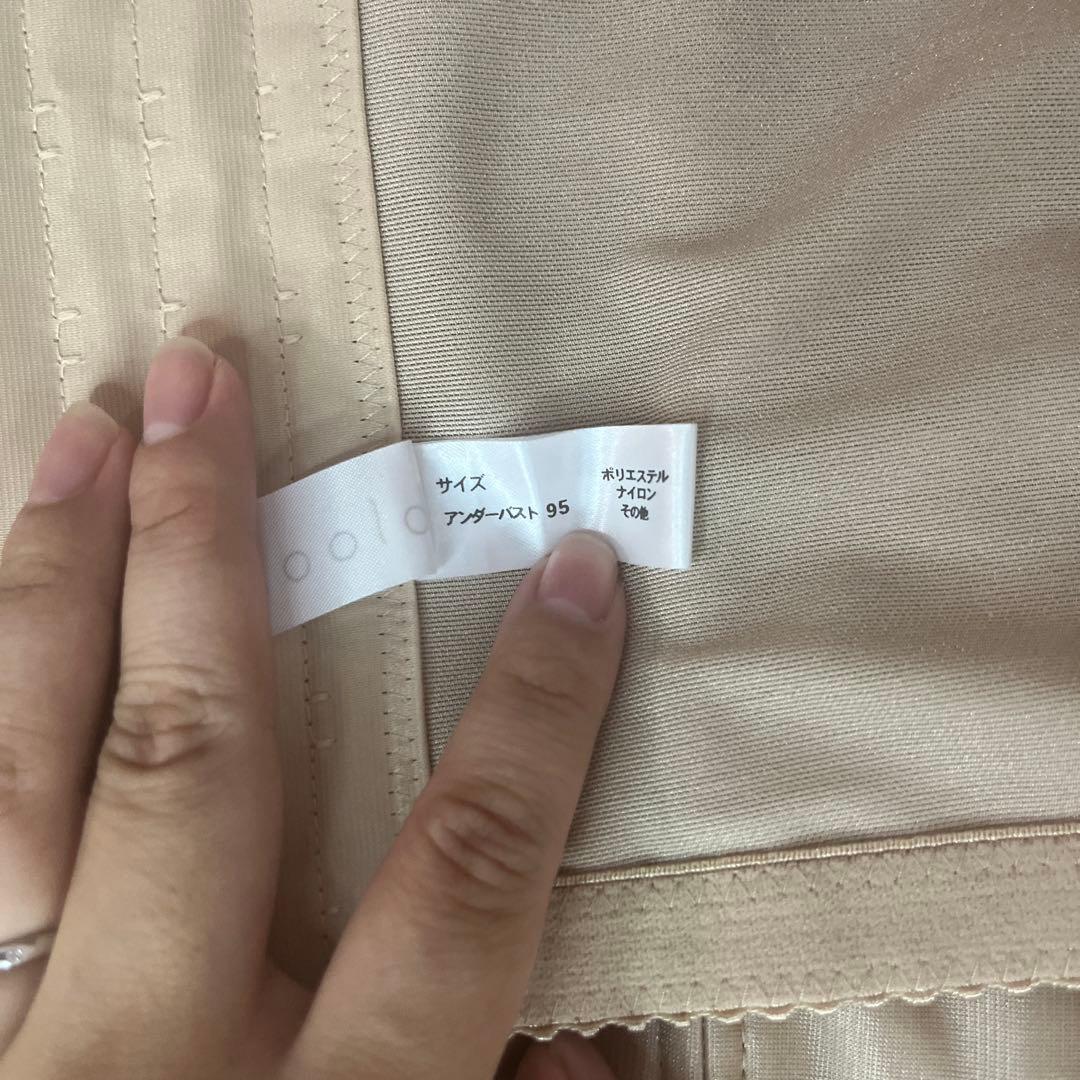 サイズ
アンダーバスト 95
ポリエステル
ナイロン
その他